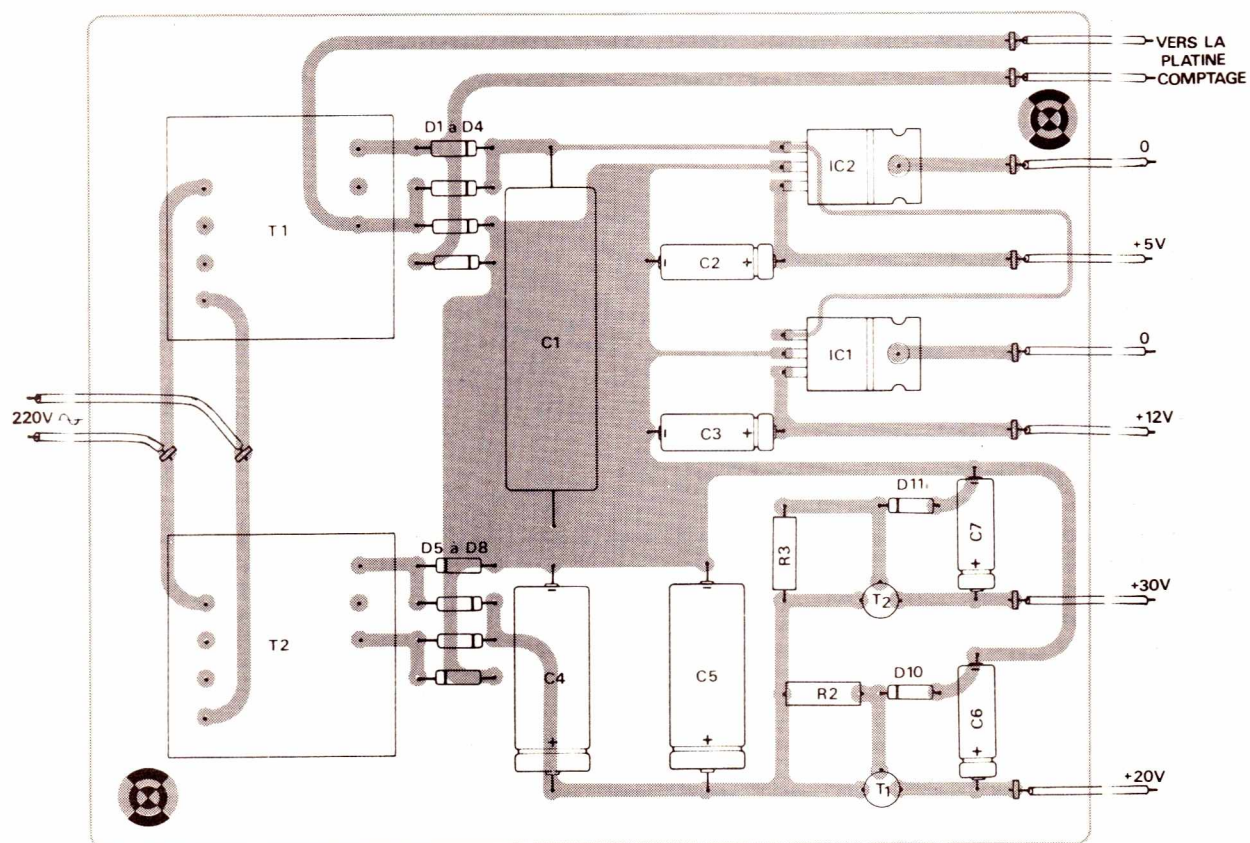 VERS LA
PLATINE
COMPTAGE
D1 à D4
IC2
0
T1
+5V
C2
- +
C1
IC1
0
220V ~
+12V
C3
- +
D11
C7
+
D5 à D8
R3
T2
+30V
T2
C4
+
C5
+
D10
R2
C6
+
T1
+20V